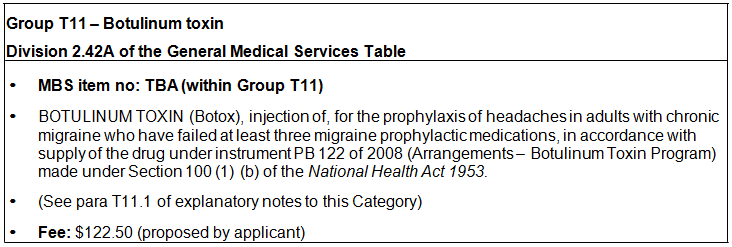 Group T11 – Botulinum toxin
Division 2.42A of the General Medical Services Table
• MBS item no: TBA (within Group T11)
• BOTULINUM TOXIN (Botox), injection of, for the prophylaxis of headaches in adults with chronic
migraine who have failed at least three migraine prophylactic medications, in accordance with
supply of the drug under instrument PB 122 of 2008 (Arrangements – Botulinum Toxin Program)
made under Section 100 (1) (b) of the National Health Act 1953.
• (See para T11.1 of explanatory notes to this Category)
• Fee: $122.50 (proposed by applicant)